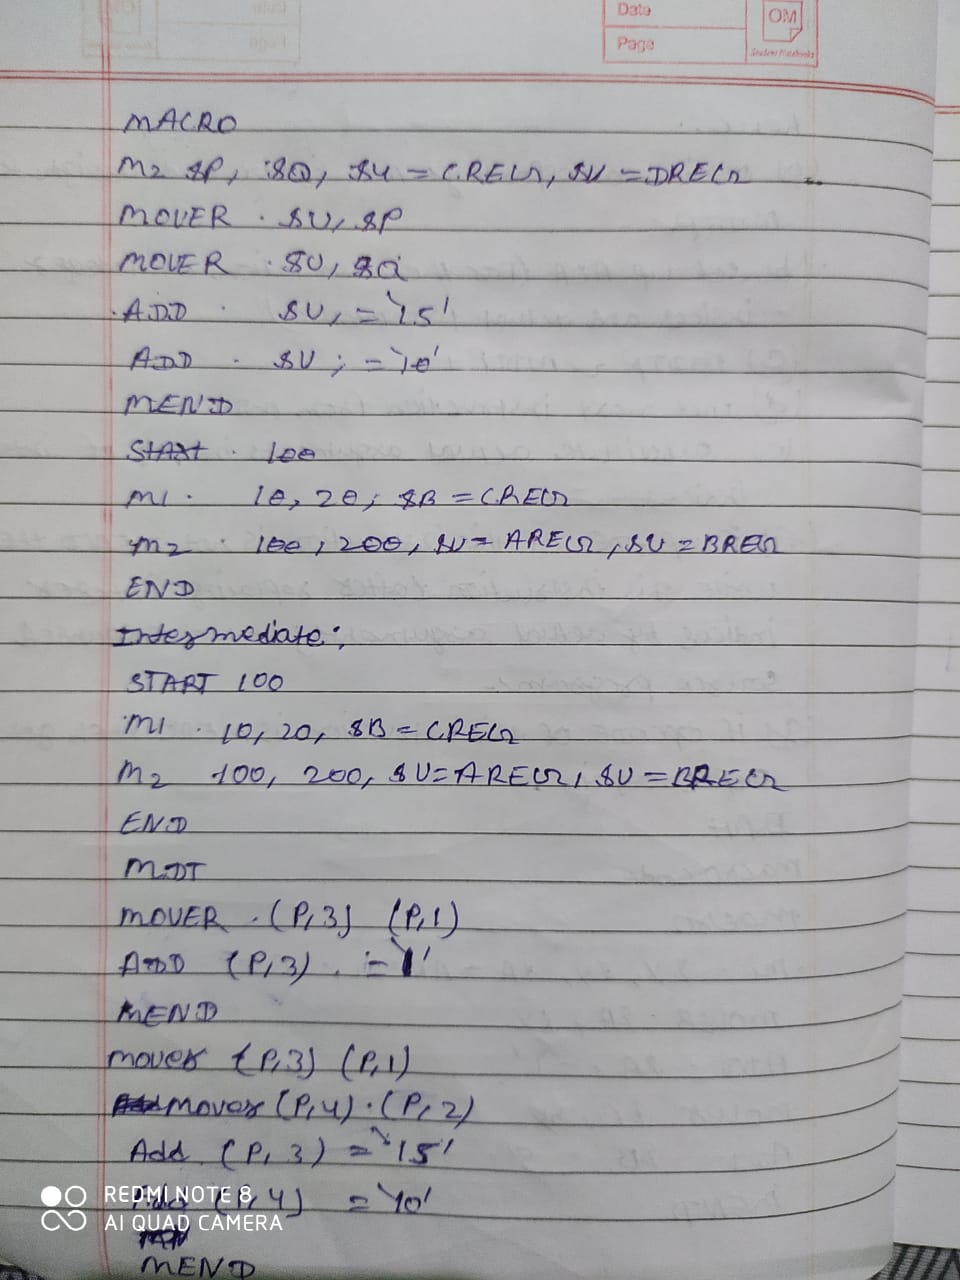 Date
Page
OM
Student Notebooks
MACRO
M2 &P, &Q, &U = CREG, &V = DREG
MOVER &U, &P
MOVER &V, &Q
ADD &U, = '15'
ADD &V, = '10'
MEND
START 100
M1 10, 20, &B = CREG
M2 100, 200, &V = AREG, &U = BREG
END
Intermediate:
START 100
M1 10, 20, &B = CREG
M2 100, 200, &V = AREG, &U = BREG
END
MDT
MOVER (P,3) (P,1)
ADD (P,3) = '1'
MEND
mover (P,3) (P,1)
mover (P,4) (P,2)
Add (P,3) = '15'
Add (P,4) = '10'
MEND
REDMI NOTE 8
AI QUAD CAMERA